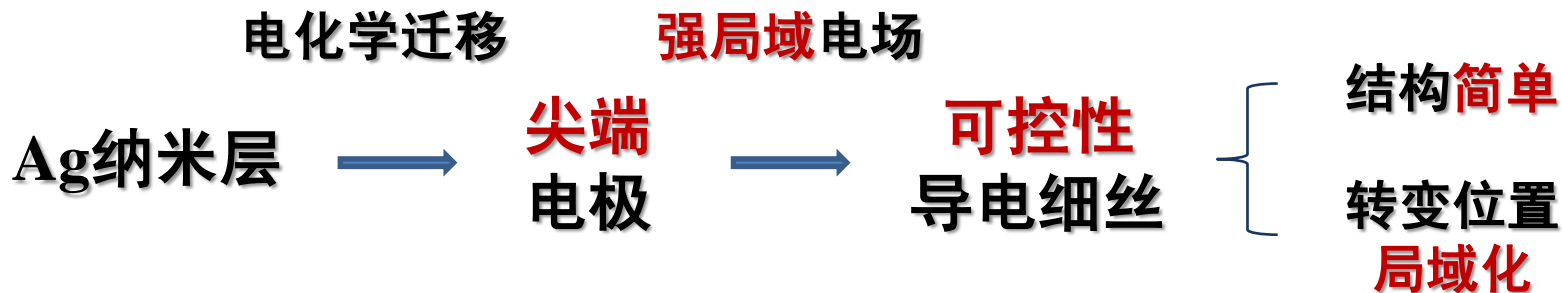 电化学迁移
强局域电场
Ag纳米层
尖端
电极
可控性
导电细丝
结构简单
转变位置
局域化